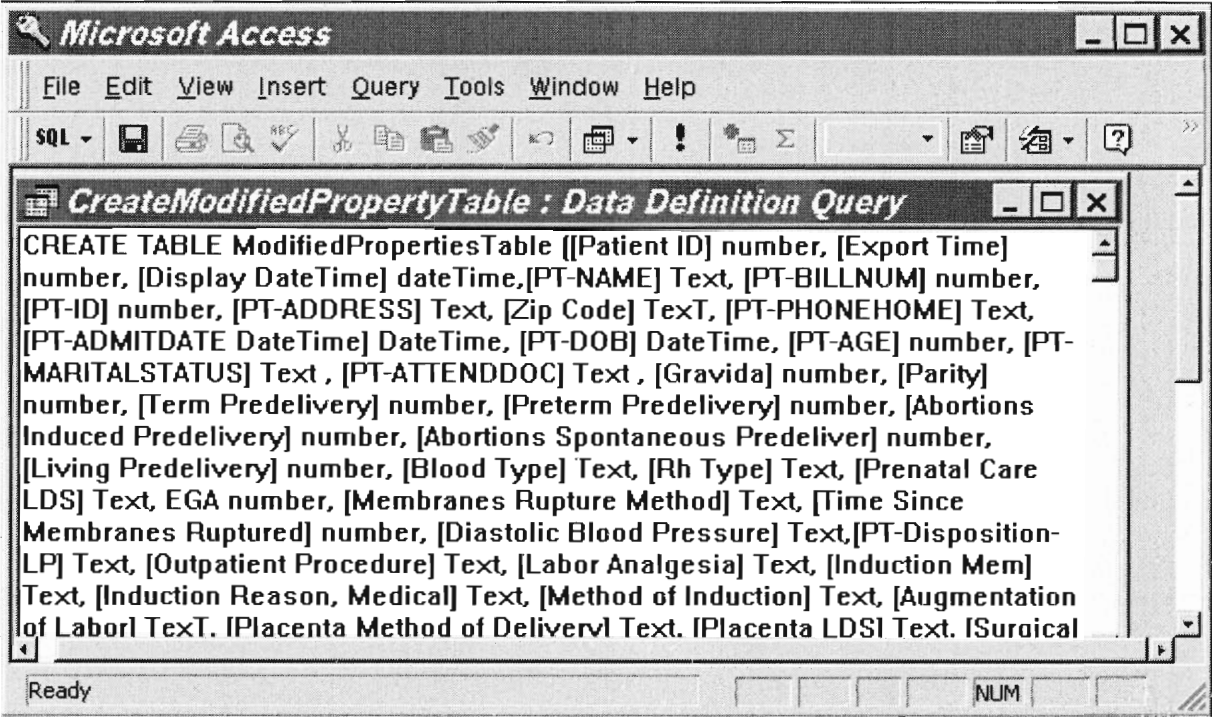 Microsoft Access
File Edit View Insert Query Tools Window Help
SQL ABC
CreateModifiedPropertyTable : Data Definition Query
CREATE TABLE ModifiedPropertiesTable ([Patient ID] number, [Export Time]
number, [Display DateTime] dateTime,[PT-NAME] Text, [PT-BILLNUM] number,
[PT-ID] number, [PT-ADDRESS] Text, [Zip Code] TexT, [PT-PHONEHOME] Text,
[PT-ADMITDATE DateTime] DateTime, [PT-DOB] DateTime, [PT-AGE] number, [PT-
MARITALSTATUS] Text , [PT-ATTENDDOC] Text , [Gravida] number, [Parity]
number, [Term Predelivery] number, [Preterm Predelivery] number, [Abortions
Induced Predelivery] number, [Abortions Spontaneous Predeliver] number,
[Living Predelivery] number, [Blood Type] Text, [Rh Type] Text, [Prenatal Care
LDS] Text, EGA number, [Membranes Rupture Method] Text, [Time Since
Membranes Ruptured] number, [Diastolic Blood Pressure] Text,[PT-Disposition-
LP] Text, [Outpatient Procedure] Text, [Labor Analgesia] Text, [Induction Mem]
Text, [Induction Reason, Medical] Text, [Method of Induction] Text, [Augmentation
of Labor] TexT, [Placenta Method of Delivery] Text, [Placenta LDS] Text, [Surgical
Ready NUM